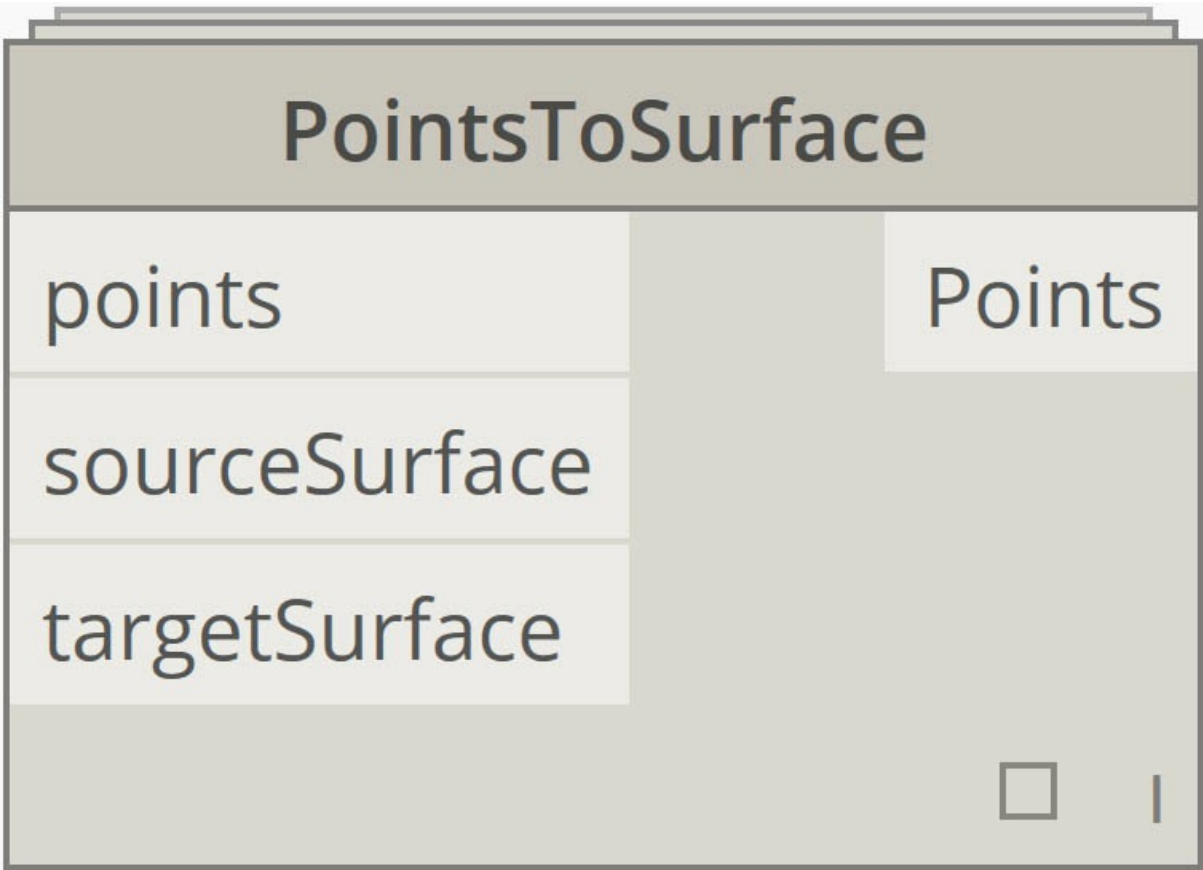 PointsToSurface
points
Points
sourceSurface
targetSurface
I